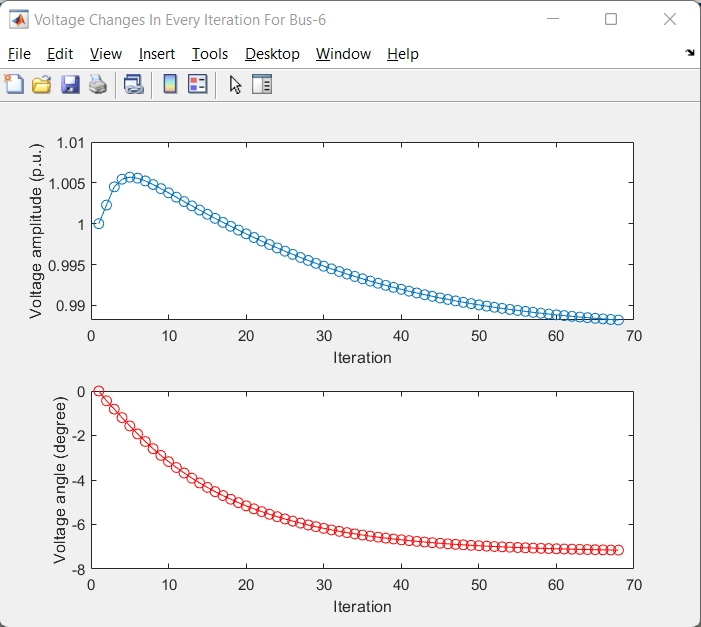 Voltage Changes In Every Iteration For Bus-6
File Edit View Insert Tools Desktop Window Help
Voltage amplitude (p.u.)
1.01
1.005
1
0.995
0.99
0 10 20 30 40 50 60 70
Iteration
Voltage angle (degree)
0
-2
-4
-6
-8
0 10 20 30 40 50 60 70
Iteration